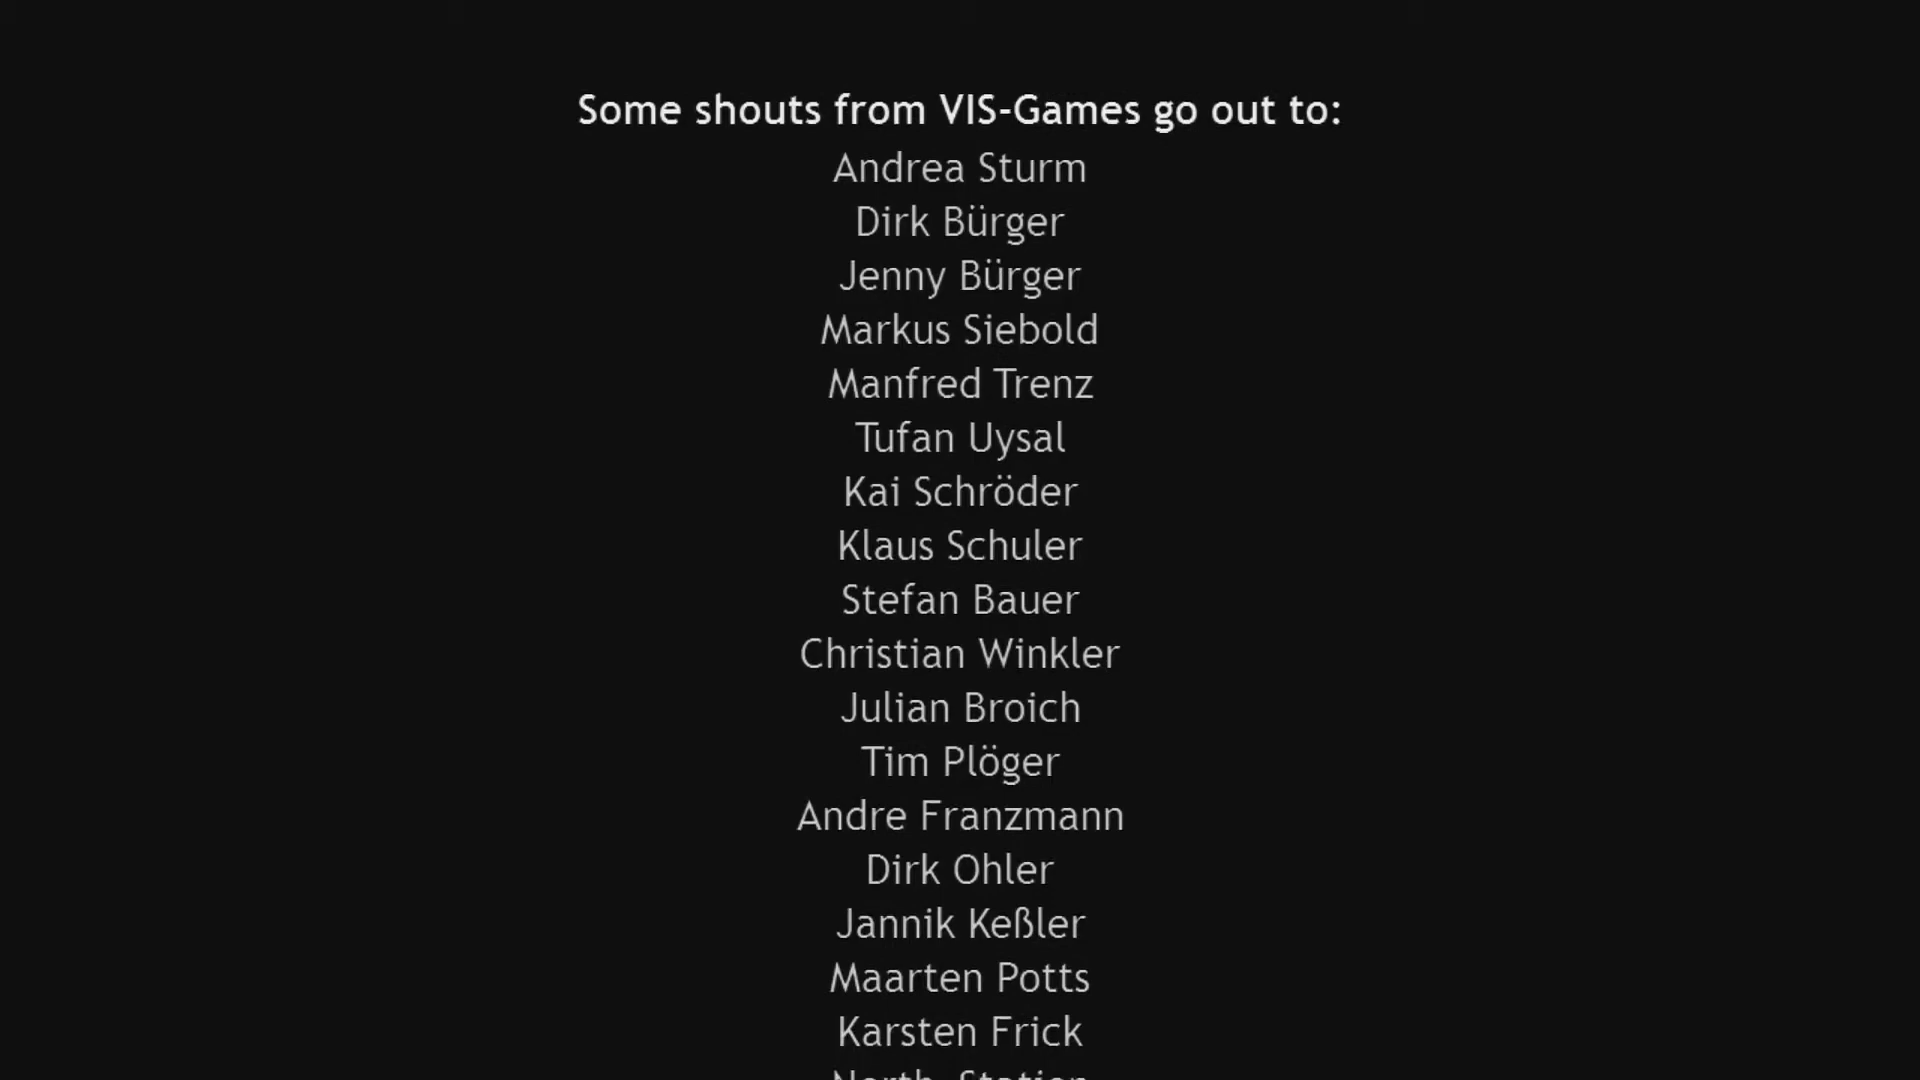 Some shouts from VIS-Games go out to:
Andrea Sturm
Dirk Bürger
Jenny Bürger
Markus Siebold
Manfred Trenz
Tufan Uysal
Kai Schröder
Klaus Schuler
Stefan Bauer
Christian Winkler
Julian Broich
Tim Plöger
Andre Franzmann
Dirk Ohler
Jannik Keßler
Maarten Potts
Karsten Frick